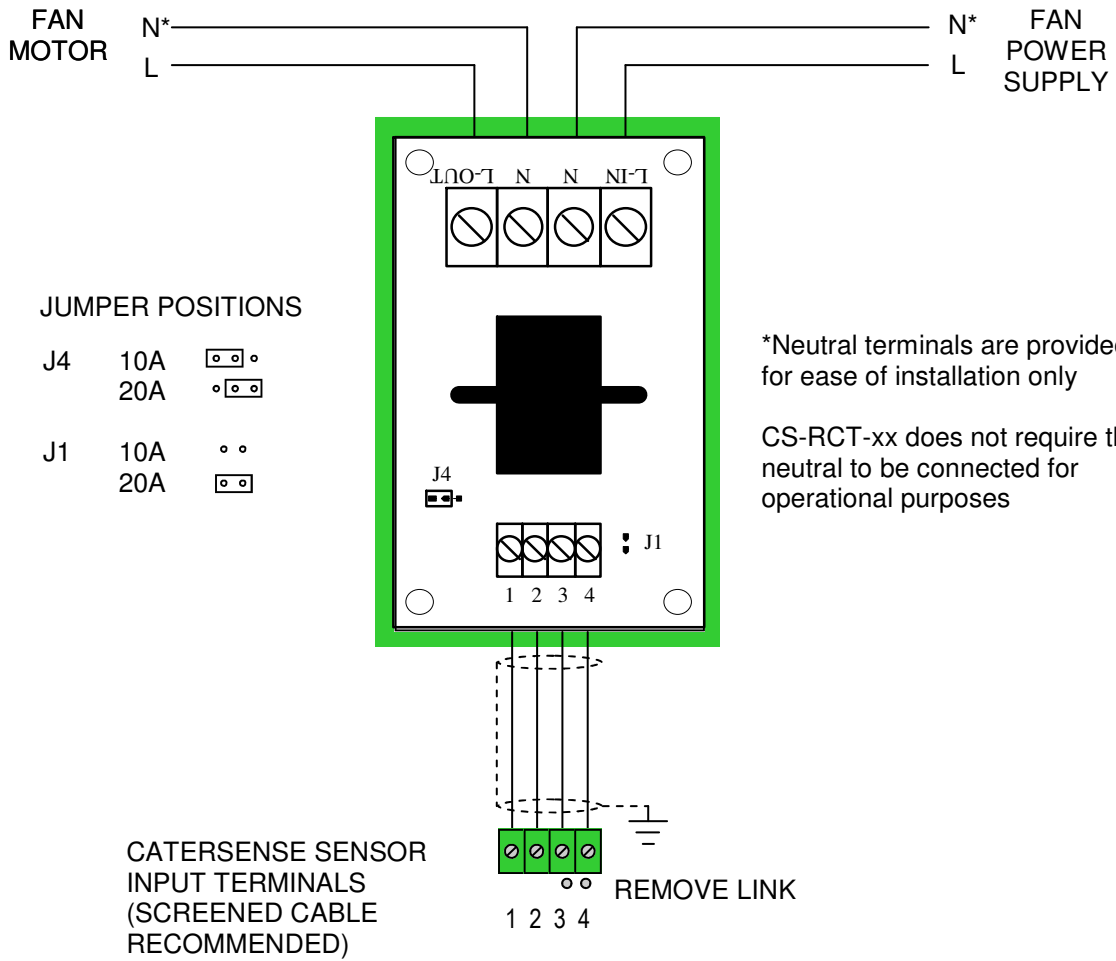 FAN
MOTOR
N*
L
N*
L
FAN
POWER
SUPPLY
L-OUT N N L-IN
JUMPER POSITIONS
J4 10A
20A
J1 10A
20A
*Neutral terminals are provided
for ease of installation only
CS-RCT-xx does not require th
neutral to be connected for
operational purposes
J4
J1
1 2 3 4
CATERSENSE SENSOR
INPUT TERMINALS
(SCREENED CABLE
RECOMMENDED)
REMOVE LINK
1 2 3 4